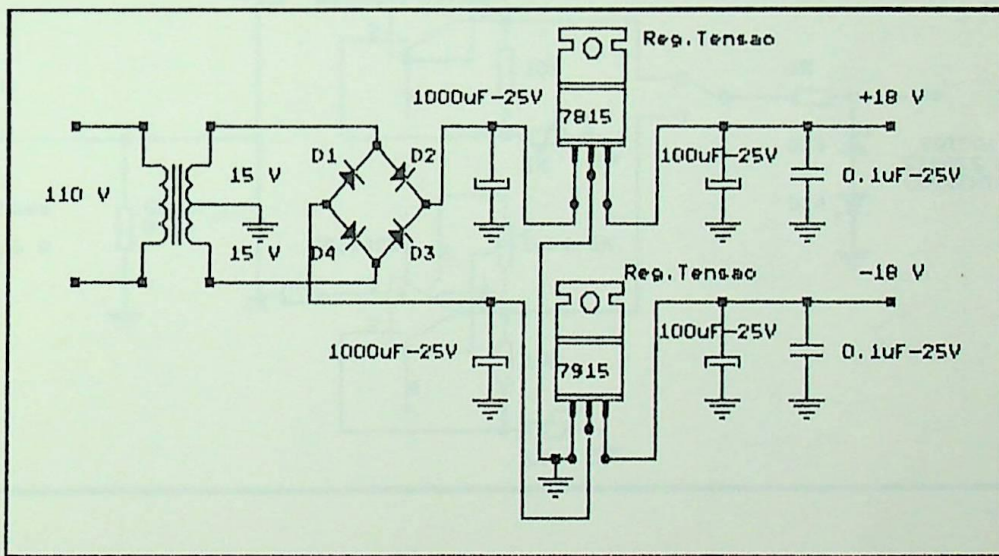 Reg.Tensao
1000uF-25V
7815
+18 V
D1
D2
15 V
100uF-25V
0.1uF-25V
110 V
15 V
D4
D3
Reg.Tensao
-18 V
1000uF-25V
7915
100uF-25V
0.1uF-25V